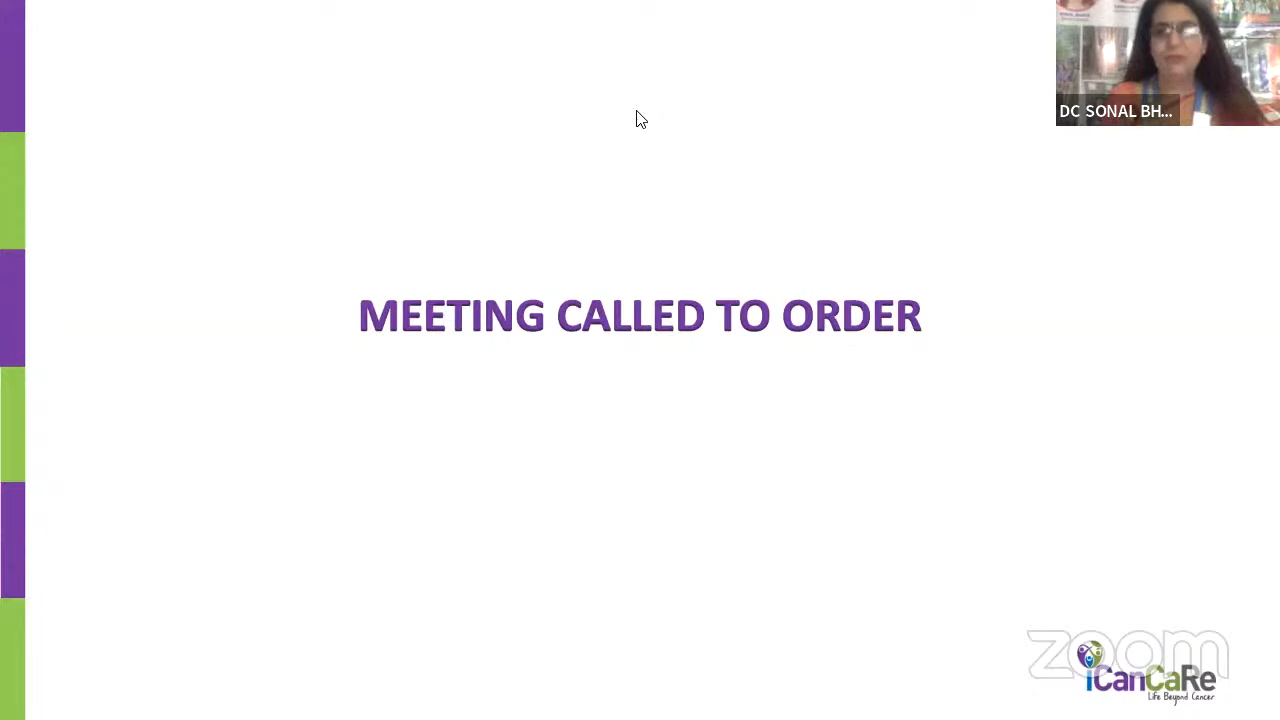 DC SONAL BH...
MEETING CALLED TO ORDER
zoom
iCanCaRe
Life Beyond Cancer